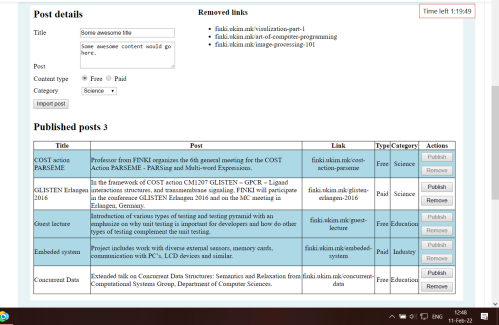 Post details
Removed links
Time left 1:19:49
Title
Some awesome title
finki.ukim.mk/visulization-part-1
finki.ukim.mk/art-of-computer-programming
finki.ukim.mk/image-processing-101
Some awesome content would go
here.
Post
Content type
Free
Paid
Category
Science
Import post
Published posts 3
Title Post Link Type Category Actions
COST action
PARSEME
Professor from FINKI organizes the 6th general meeting for the COST
Action PARSEME - PARSing and Multi-word Expressions.
finki.ukim.mk/cost-
action-parseme
Free Science
Publish
Remove
GLISTEN Erlangen
2016
In the framework of COST action CM1207 GLISTEN – GPCR – Ligand
interactions structures, and transmembrane signaling, FINKI will participate
in the conference GLISTEN Erlangen 2016 and on the MC meeting in
Erlangen, Germany.
finki.ukim.mk/glisten-
erlangen-2016
Paid Science
Publish
Remove
Guest lecture
Introduction of various types of testing and testing pyramid with an
emphasize on why unit testing is important for developers and how do other
types of testing complement the unit testing.
finki.ukim.mk/guest-
lecture
Free Education
Publish
Remove
Embeded system
Project includes work with diverse external sensors, memory cards,
communication with PC's, LCD devices and similar.
finki.ukim.mk/embeded-
system
Paid Industry
Publish
Remove
Concurrent Data
Extended talk on Concurrent Data Structures: Semantics and Relaxation from
Computational Systems Group, Department of Computer Sciences.
finki.ukim.mk/concurrent-
data
Free Education
Publish
Remove
ENG
12:48
11-Feb-22